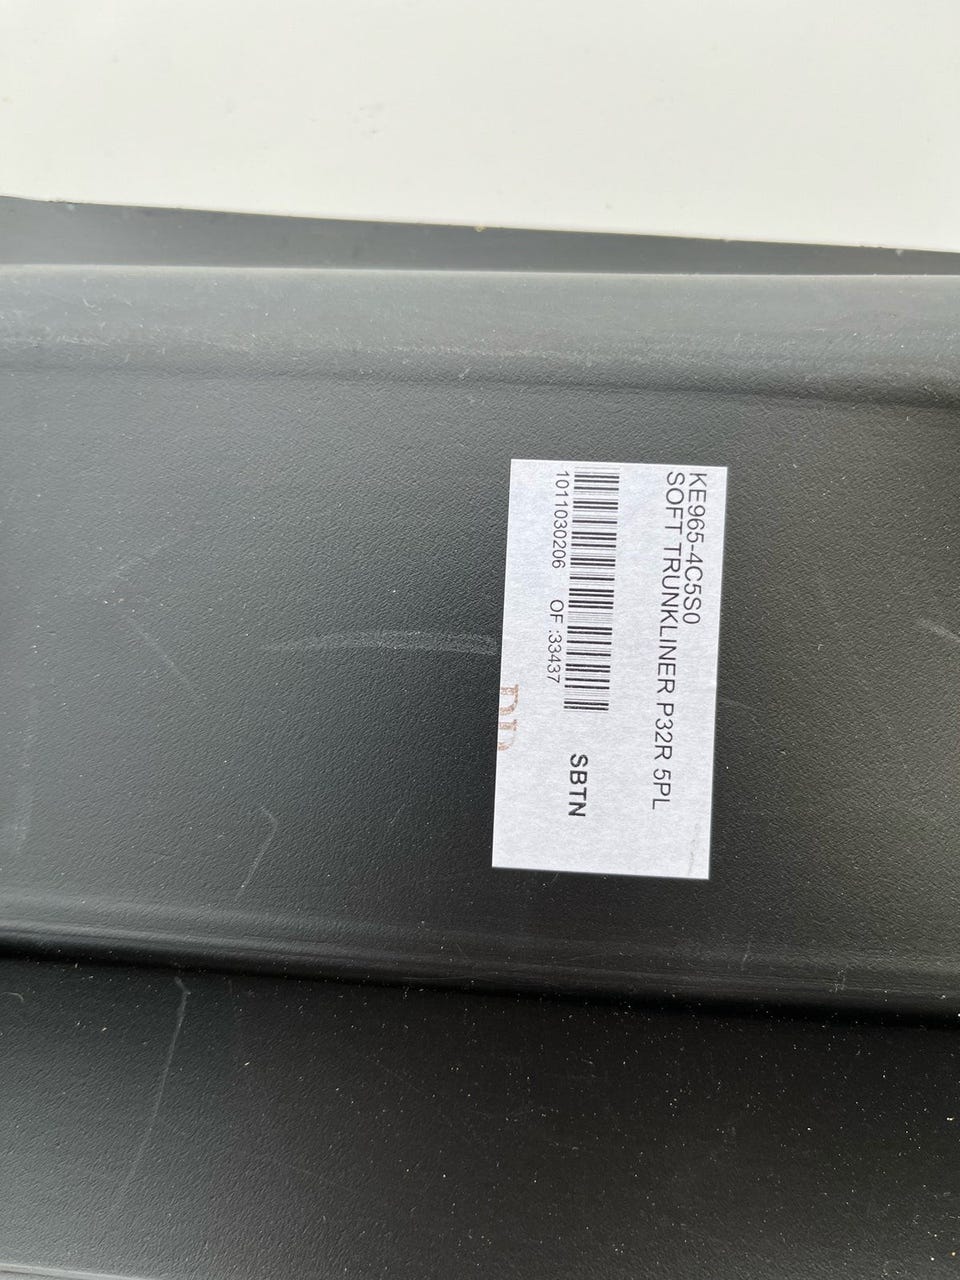 KE965-4C5S0
SOFT TRUNKLINER P32R 5PL
1011030206 OF :33437
SBTN